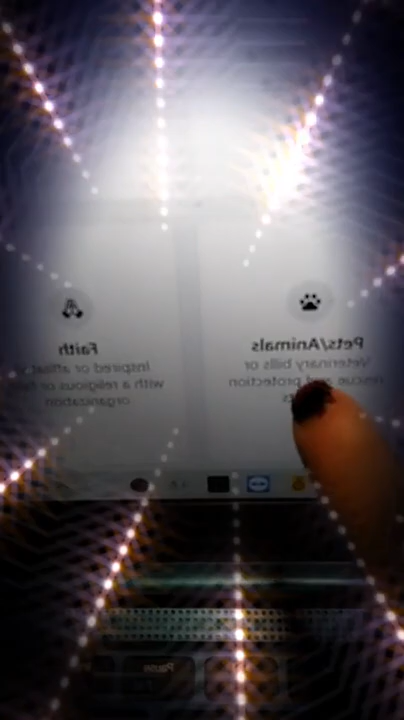 Pets/Animals
Veterinary bills or
rescue and protection
Faith
Inspired or
with a religious or
organization
Pause